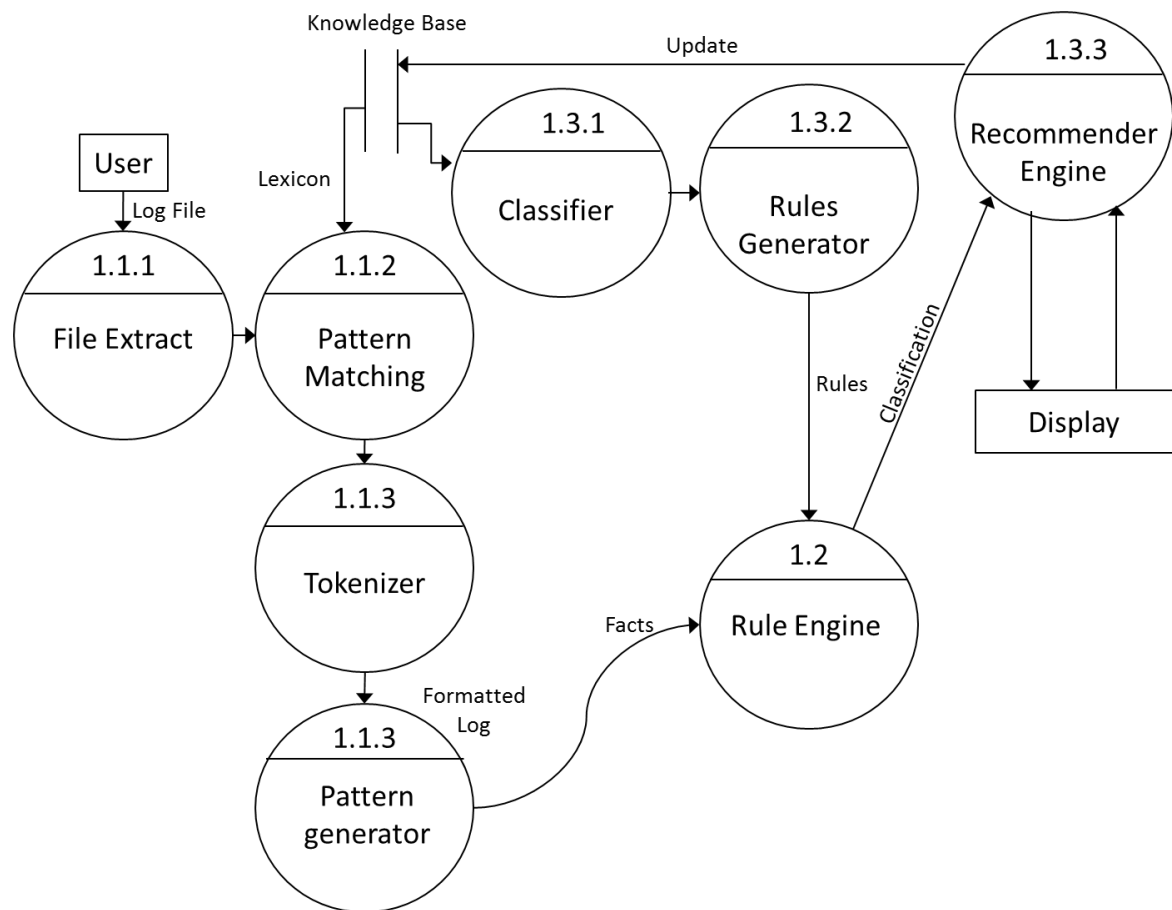 Knowledge Base
Update
1.3.3
Recommender
Engine
1.3.1
Classifier
1.3.2
Rules
Generator
User
Log File
Lexicon
1.1.1
File Extract
1.1.2
Pattern
Matching
Rules
Classification
Display
1.1.3
Tokenizer
1.2
Rule Engine
Facts
Formatted
Log
1.1.3
Pattern
generator